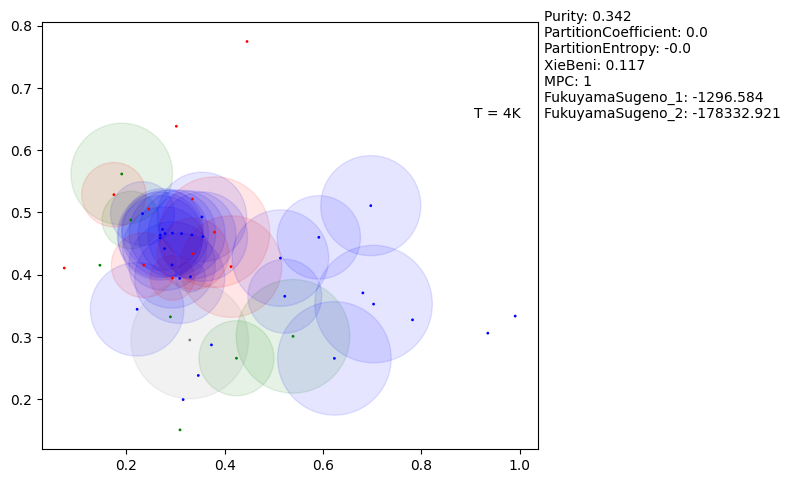 Purity: 0.342
PartitionCoefficient: 0.0
PartitionEntropy: -0.0
XieBeni: 0.117
MPC: 1
FukuyamaSugeno_1: -1296.584
FukuyamaSugeno_2: -178332.921
T = 4K
0.8
0.7
0.6
0.5
0.4
0.3
0.2
0.2 0.4 0.6 0.8 1.0